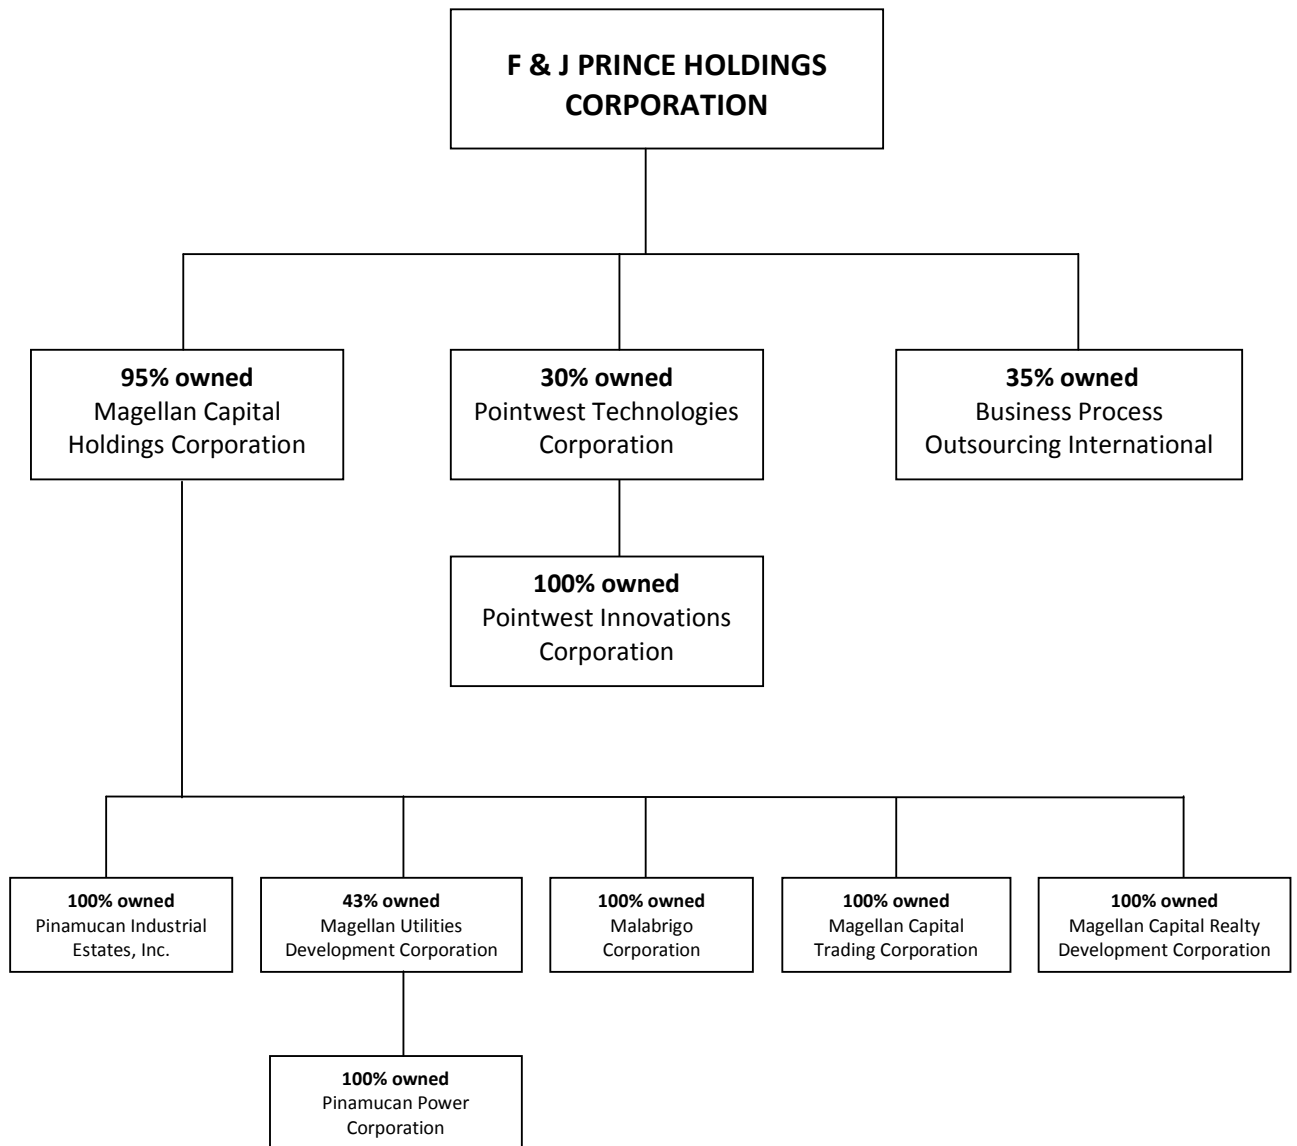 F & J PRINCE HOLDINGS
CORPORATION
95% owned
Magellan Capital
Holdings Corporation
30% owned
Pointwest Technologies
Corporation
35% owned
Business Process
Outsourcing International
100% owned
Pointwest Innovations
Corporation
100% owned
Pinamucan Industrial
Estates, Inc.
43% owned
Magellan Utilities
Development Corporation
100% owned
Malabrigo
Corporation
100% owned
Magellan Capital
Trading Corporation
100% owned
Magellan Capital Realty
Development Corporation
100% owned
Pinamucan Power
Corporation